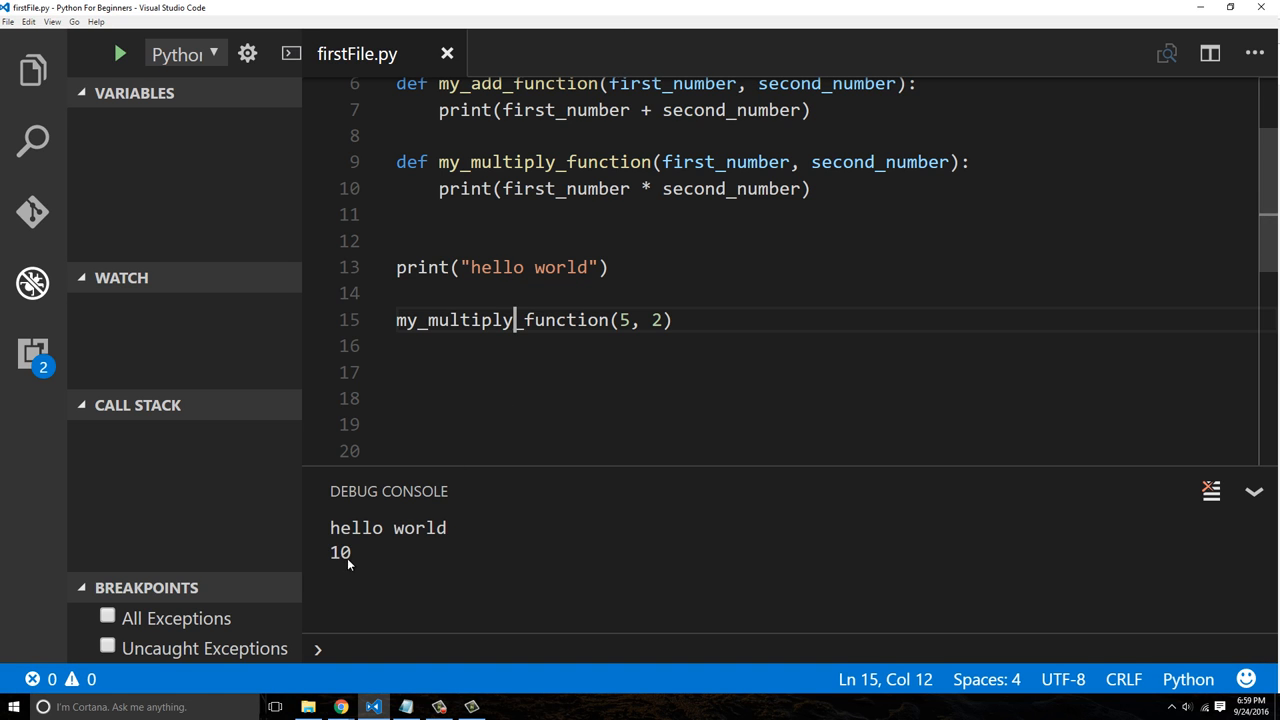 firstFile.py - Python For Beginners - Visual Studio Code
File Edit View Go Help
Python
firstFile.py
VARIABLES
6 def my_add_function(first_number, second_number):
7 print(first_number + second_number)
8
9 def my_multiply_function(first_number, second_number):
10 print(first_number * second_number)
11
12
13 print("hello world")
14
15 my_multiply_function(5, 2)
16
17
18
19
20
WATCH
CALL STACK
2
BREAKPOINTS
All Exceptions
Uncaught Exceptions
DEBUG CONSOLE
hello world
10
0 0
Ln 15, Col 12 Spaces: 4 UTF-8 CRLF Python
I'm Cortana. Ask me anything.
6:59 PM
9/24/2016